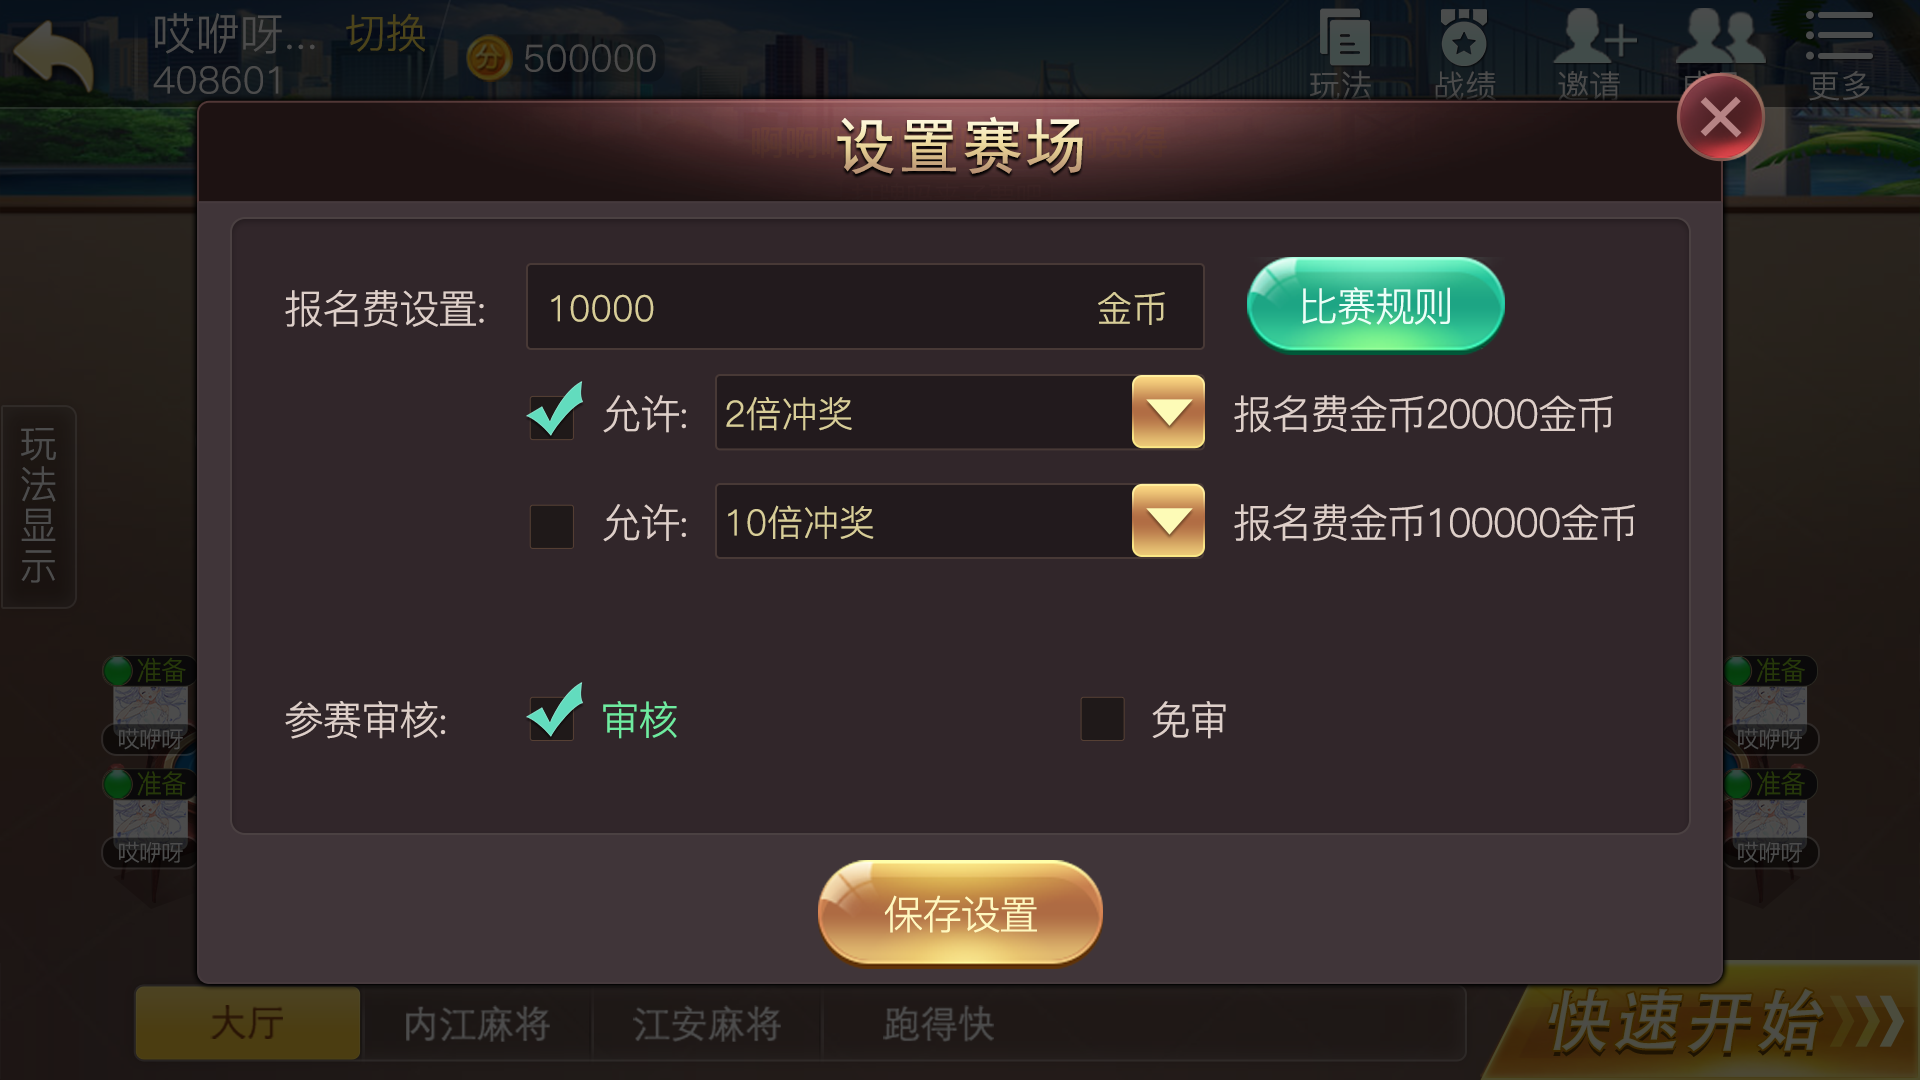 哎咿呀... 切换
408601
分 500000
玩法
战绩
邀请
更多
设置赛场
报名费设置: 10000 金币 比赛规则
允许: 2倍冲奖 报名费金币20000金币
允许: 10倍冲奖 报名费金币100000金币
参赛审核: 审核 免审
保存设置
玩法显示
准备
哎咿呀
准备
哎咿呀
准备
哎咿呀
准备
哎咿呀
大厅 内江麻将 江安麻将 跑得快
快速开始